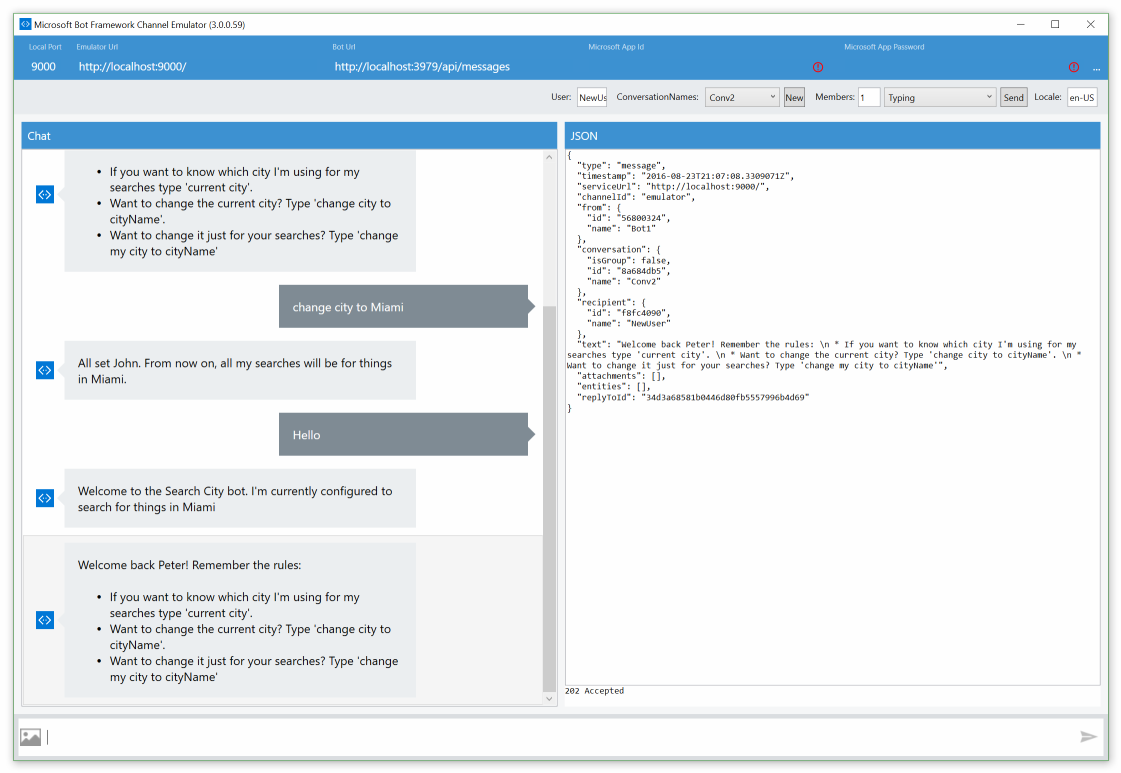 Microsoft Bot Framework Channel Emulator (3.0.0.59)
Local Port Emulator Url Bot Url Microsoft App Id Microsoft App Password
9000 http://localhost:9000/ http://localhost:3979/api/messages ...
User: NewUs ConversationNames: Conv2 New Members: 1 Typing Send Locale: en-US
Chat
• If you want to know which city I'm using for my
searches type 'current city'.
• Want to change the current city? Type 'change city to
cityName'.
• Want to change it just for your searches? Type 'change
my city to cityName'
change city to Miami
All set John. From now on, all my searches will be for things
in Miami.
Hello
Welcome to the Search City bot. I'm currently configured to
search for things in Miami
Welcome back Peter! Remember the rules:
• If you want to know which city I'm using for my
searches type 'current city'.
• Want to change the current city? Type 'change city to
cityName'.
• Want to change it just for your searches? Type 'change
my city to cityName'
JSON
{
"type": "message",
"timestamp": "2016-08-23T21:07:08.3309071Z",
"serviceUrl": "http://localhost:9000/",
"channelId": "emulator",
"from": {
"id": "56800324",
"name": "Bot1"
},
"conversation": {
"isGroup": false,
"id": "8a684db5",
"name": "Conv2"
},
"recipient": {
"id": "f8fc4090",
"name": "NewUser"
},
"text": "Welcome back Peter! Remember the rules: \n * If you want to know which city I'm using for my
searches type 'current city'. \n * Want to change the current city? Type 'change city to cityName'. \n *
Want to change it just for your searches? Type 'change my city to cityName'",
"attachments": [],
"entities": [],
"replyToId": "34d3a68581b0446d80fb5557996b4d69"
}
202 Accepted